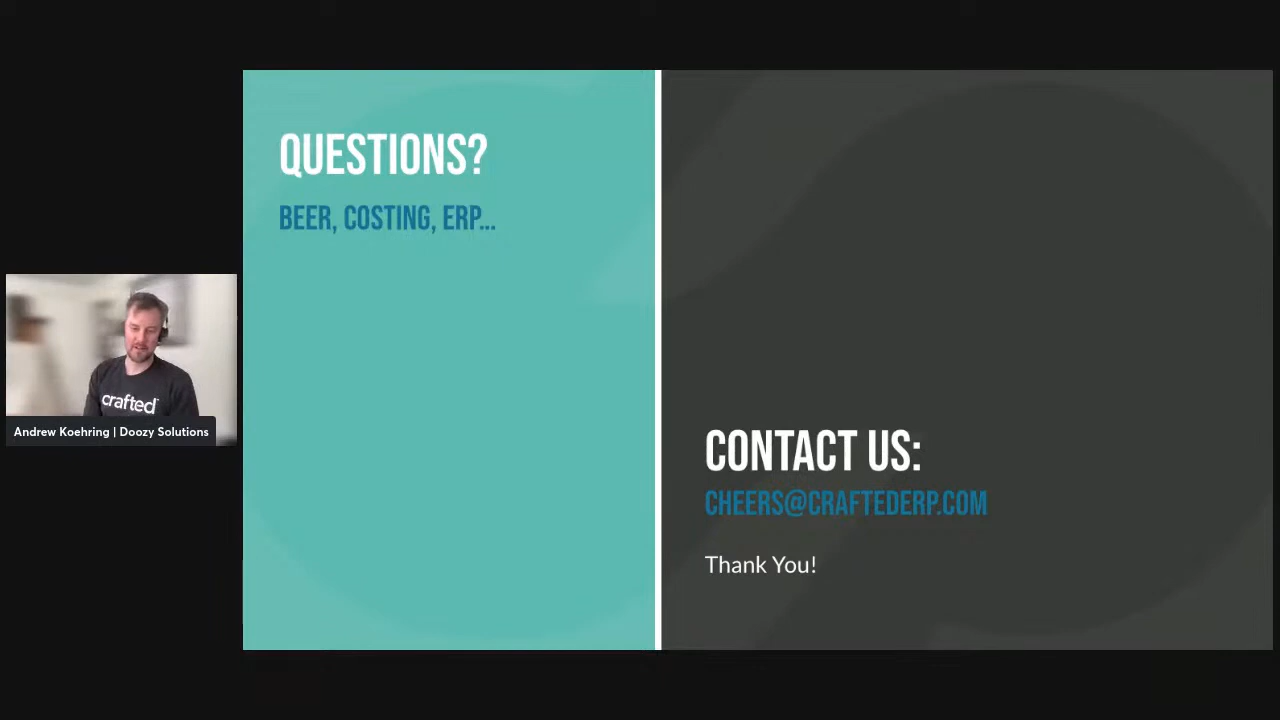 QUESTIONS?
BEER, COSTING, ERP...
crafted
Andrew Koehring | Doozy Solutions
CONTACT US:
CHEERS@CRAFTEDERP.COM
Thank You!